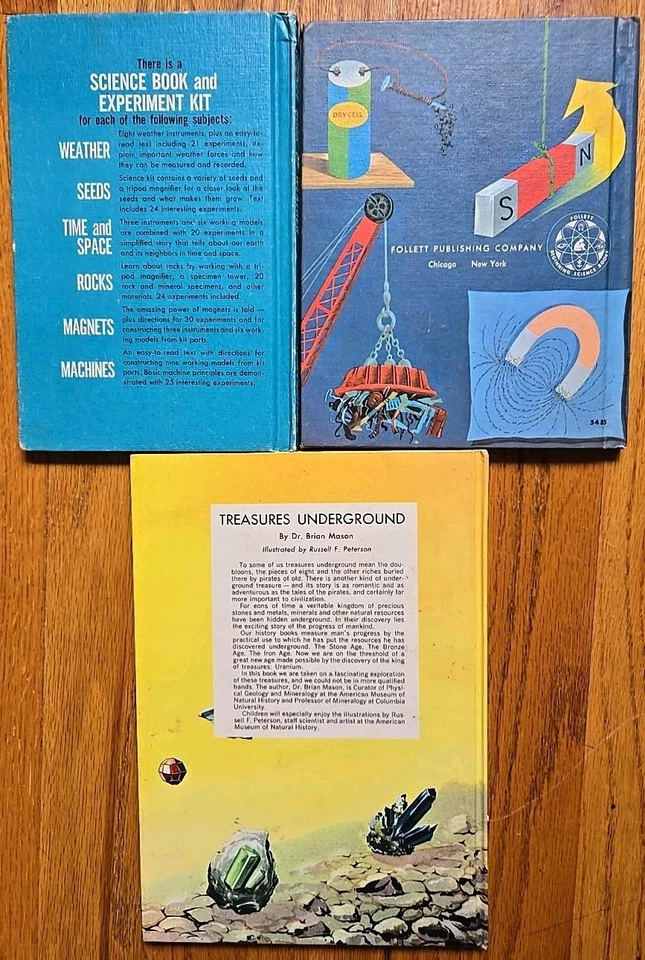 There is a
SCIENCE BOOK and
EXPERIMENT KIT
for each of the following subjects:
WEATHER
Eight weather instruments, plus an easy-to-
read text including 21 experiments, ex-
plain important weather forces and how
they can be measured and recorded.
SEEDS
Science kit contains a variety of seeds and
a tripod magnifier for a closer look at the
seeds and what makes them grow. Text
includes 24 interesting experiments.
TIME and
SPACE
Three instruments and six working models
are combined with 20 experiments in a
simplified story that tells about our earth
and its neighbors in time and space.
ROCKS
Learn about rocks by working with a tri-
pod magnifier, a specimen tower, 20
rock and mineral specimens, and other
materials. 24 experiments included.
MAGNETS
The amazing power of magnets is told —
plus directions for 30 experiments and for
constructing three instruments and six work-
ing models from kit parts.
MACHINES
An easy-to-read text with directions for
constructing nine working models from kit
parts. Basic machine principles are demon-
strated with 25 interesting experiments.
DRY CELL
N
S
FOLLETT PUBLISHING COMPANY
Chicago New York
FOLLETT
BEGINNING SCIENCE
5485
TREASURES UNDERGROUND
By Dr. Brian Mason
Illustrated by Russell F. Peterson
To some of us treasures underground mean the dou-
bloons, the pieces of eight and the other riches buried
there by pirates of old. There is another kind of under-
ground treasure — and its story is as romantic and as
adventurous as the tales of the pirates, and certainly far
more important to civilization.
For eons of time a veritable kingdom of precious
stones and metals, minerals and other natural resources
have been hidden underground. In their discovery lies
the exciting story of the progress of mankind.
Our history books measure man's progress by the
practical use to which he has put the resources he has
discovered underground. The Stone Age. The Bronze
Age. The Iron Age. Now we are on the threshold of a
great new age made possible by the discovery of the king
of treasures: Uranium.
In this book we are taken on a fascinating exploration
of these treasures, and we could not be in more qualified
hands. The author, Dr. Brian Mason, is Curator of Physi-
cal Geology and Mineralogy at the American Museum of
Natural History and Professor of Mineralogy at Columbia
University.
Children will especially enjoy the illustrations by Rus-
sell F. Peterson, staff scientist and artist at the American
Museum of Natural History.